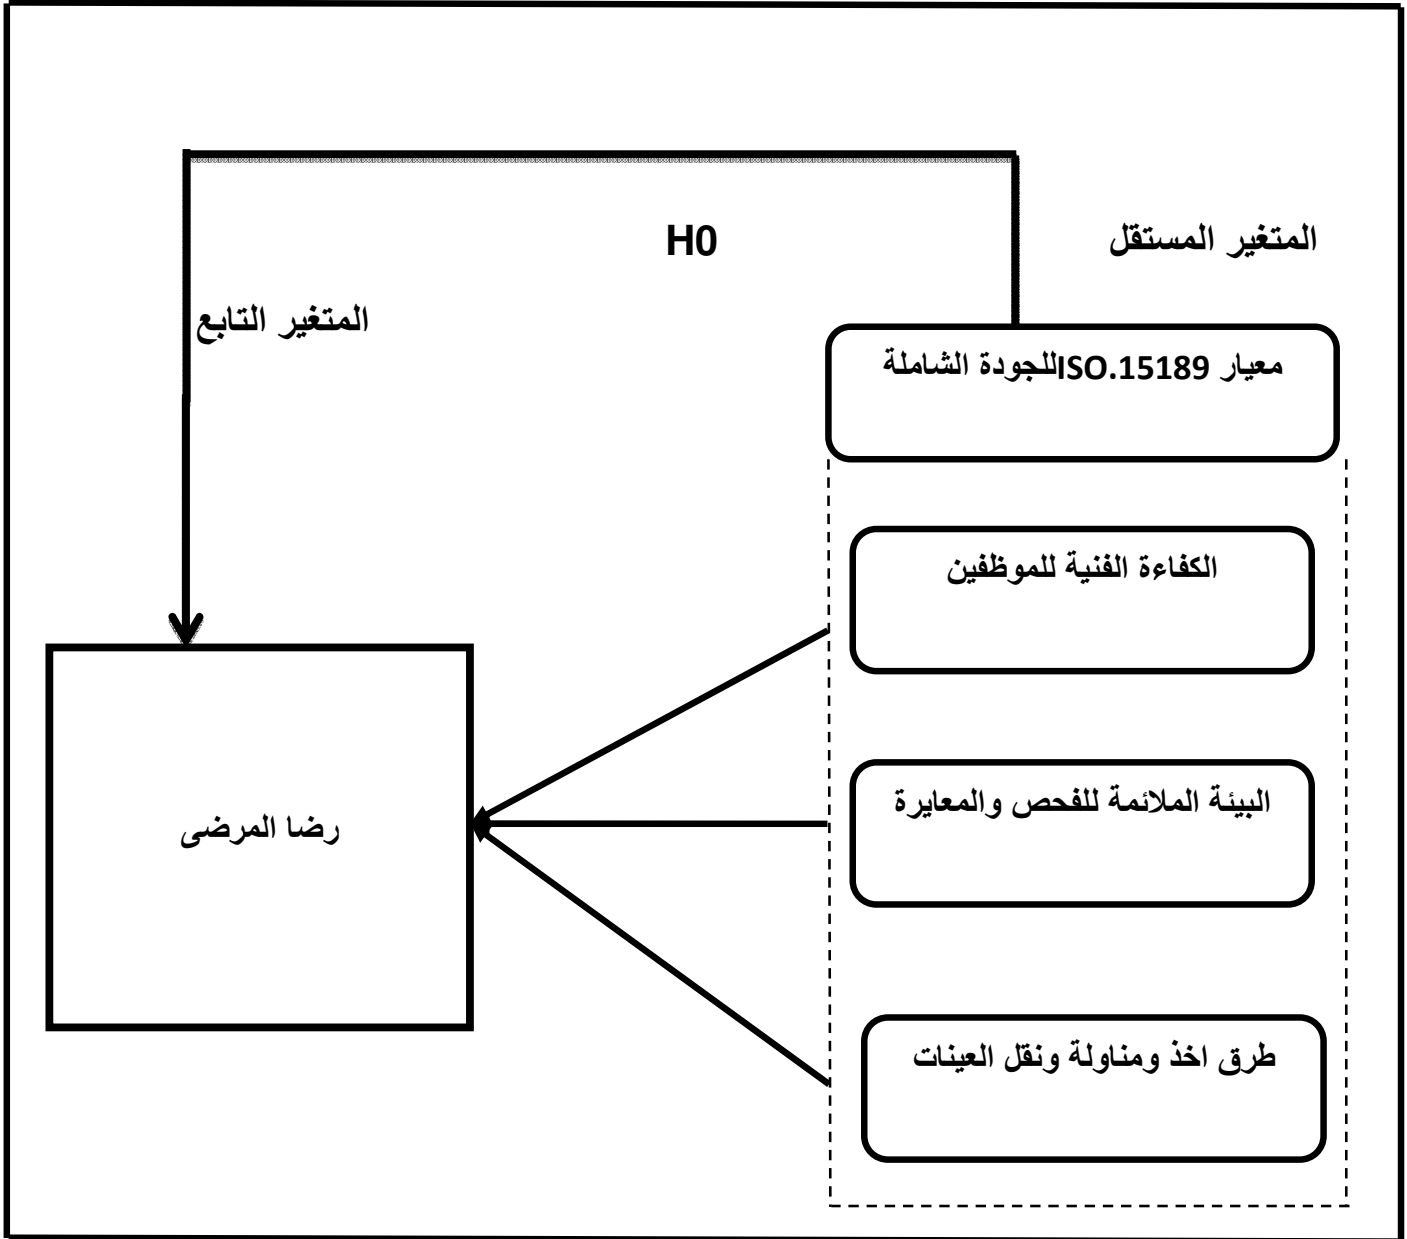 المتغير المستقل
H0
المتغير التابع
معيار ISO.15189للجودة الشاملة
الكفاءة الفنية للموظفين
البيئة الملائمة للفحص والمعايرة
رضا المرضى
طرق اخذ ومناولة ونقل العينات